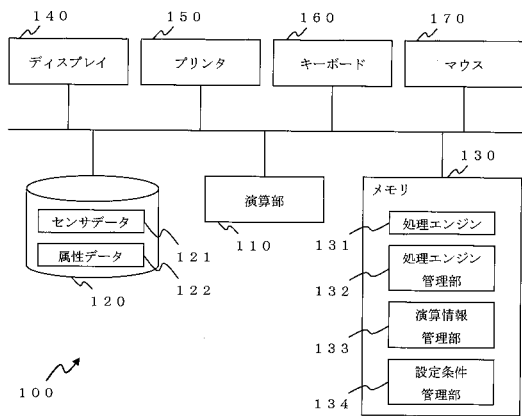 140
150
160
170
ディスプレイ
プリンタ
キーボード
マウス
130
メモリ
センサデータ
属性データ
121
122
120
演算部
110
処理エンジン
131
処理エンジン
管理部
132
演算情報
管理部
133
設定条件
管理部
134
100